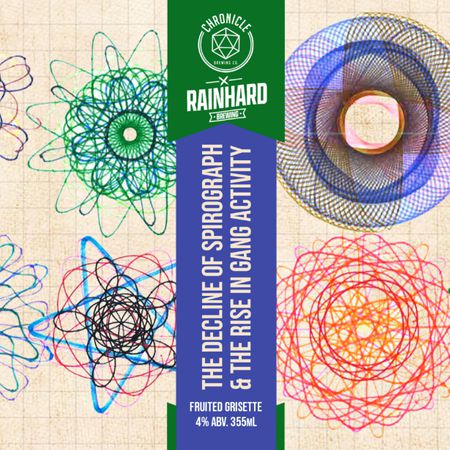 CHRONICLE
BREWING CO.
×
RAINHARD
BREWING
THE DECLINE OF SPIROGRAPH
& THE RISE IN GANG ACTIVITY
FRUITED GRISETTE
4% ABV. 355mL